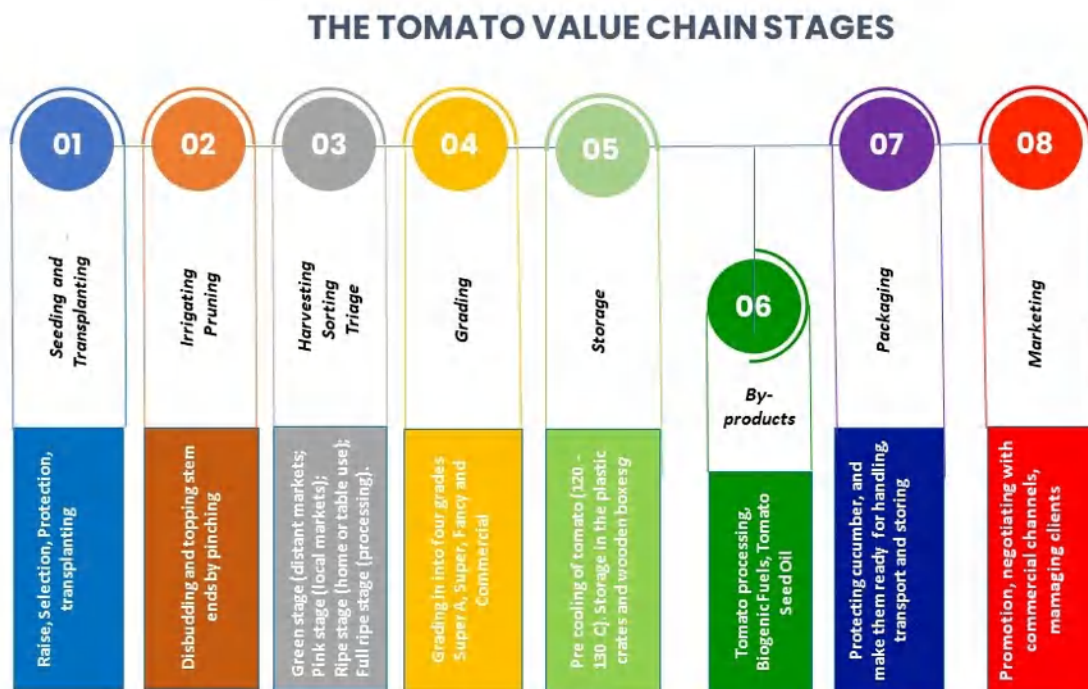 THE TOMATO VALUE CHAIN STAGES
01
Seeding and
Transplanting
Raise, Selection, Protection,
transplanting
02
Irrigating
Pruning
Disbudding and topping stem
ends by pinching
03
Harvesting
Sorting
Triage
Green stage (distant markets;
Pink stage (local markets);
Ripe stage (home or table use);
Full ripe stage (processing).
04
Grading
Grading in into four grades
Super A, Super, Fancy and
Commercial
05
Storage
Pre cooling of tomato (120 -
130 C). Storage in the plastic
crates and wooden boxesg
06
By-
products
Tomato processing,
Biogenic Fuels, Tomato
Seed Oil
07
Packaging
Protecting cucumber, and
make them ready for handling,
transport and storing
08
Marketing
Promotion, negotiating with
commercial channels,
mamaging clients